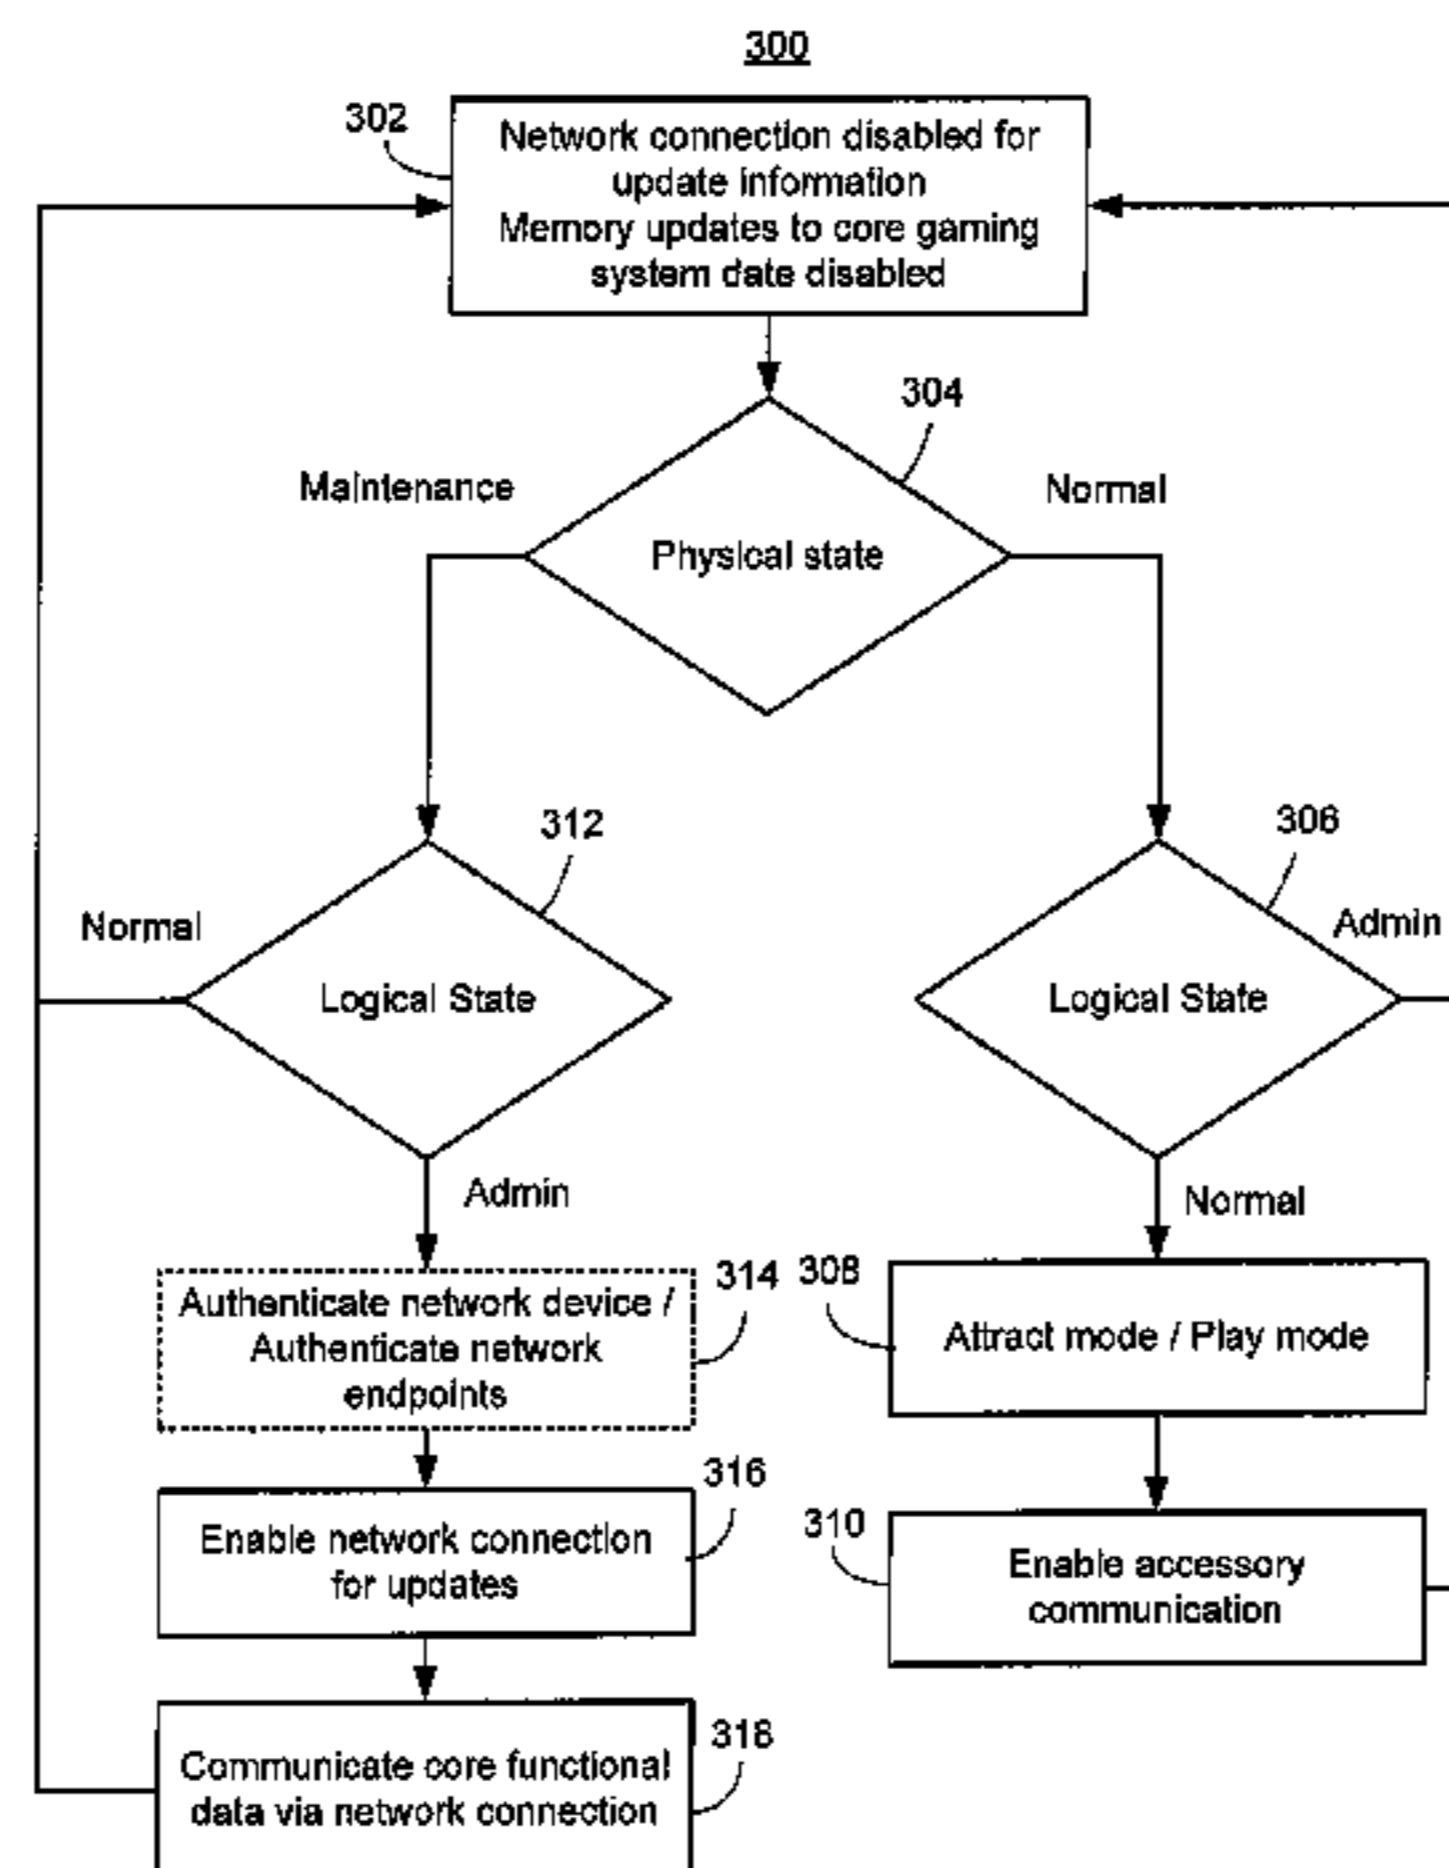 300
302
Network connection disabled for
update information
Memory updates to core gaming
system date disabled
304
Maintenance
Normal
Physical state
312
306
Normal
Admin
Logical State
Logical State
Admin
Normal
314
308
Authenticate network device /
Authenticate network
endpoints
Attract mode / Play mode
316
310
Enable network connection
for updates
Enable accessory
communication
318
Communicate core functional
data via network connection